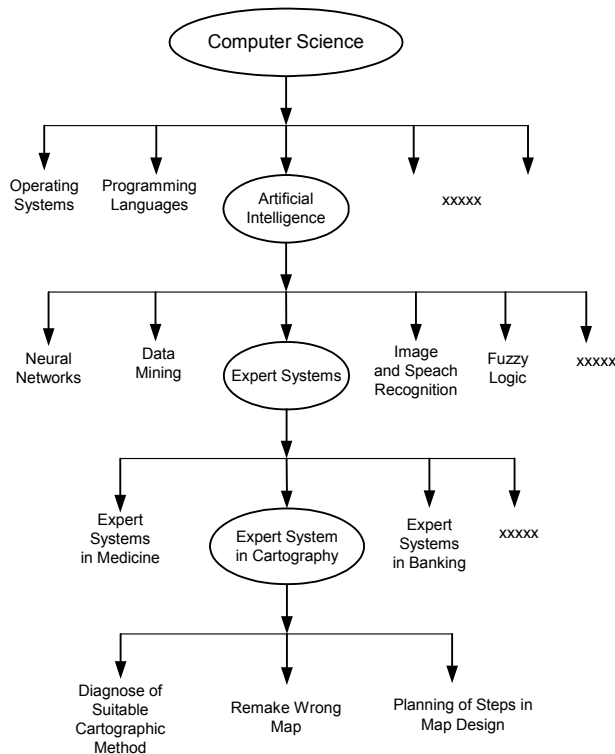 Computer Science
Operating
Systems
Programming
Languages
Artificial
Intelligence
xxxxx
Neural
Networks
Data
Mining
Expert Systems
Image
and Speach
Recognition
Fuzzy
Logic
xxxxx
Expert
Systems
in Medicine
Expert System
in Cartography
Expert
Systems
in Banking
xxxxx
Diagnose of
Suitable
Cartographic
Method
Remake Wrong
Map
Planning of Steps in
Map Design